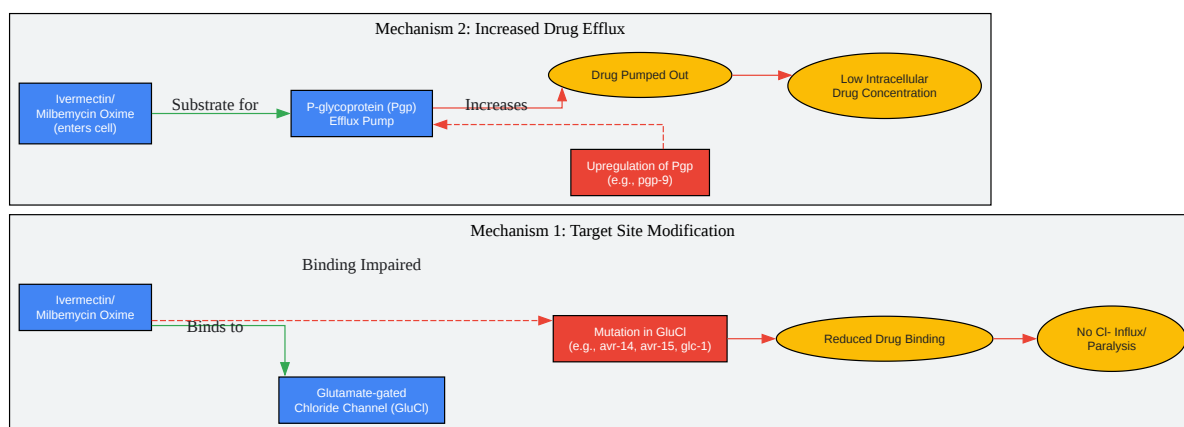 Mechanism 2: Increased Drug Efflux
Ivermectin/
Milbemycin Oxime
(enters cell)
Substrate for
P-glycoprotein (Pgp)
Efflux Pump
Increases
Drug Pumped Out
Low Intracellular
Drug Concentration
Upregulation of Pgp
(e.g., pgp-9)
Mechanism 1: Target Site Modification
Binding Impaired
Ivermectin/
Milbemycin Oxime
Binds to
Mutation in GluCl
(e.g., avr-14, avr-15, glc-1)
Reduced Drug Binding
No Cl- Influx/
Paralysis
Glutamate-gated
Chloride Channel (GluCl)